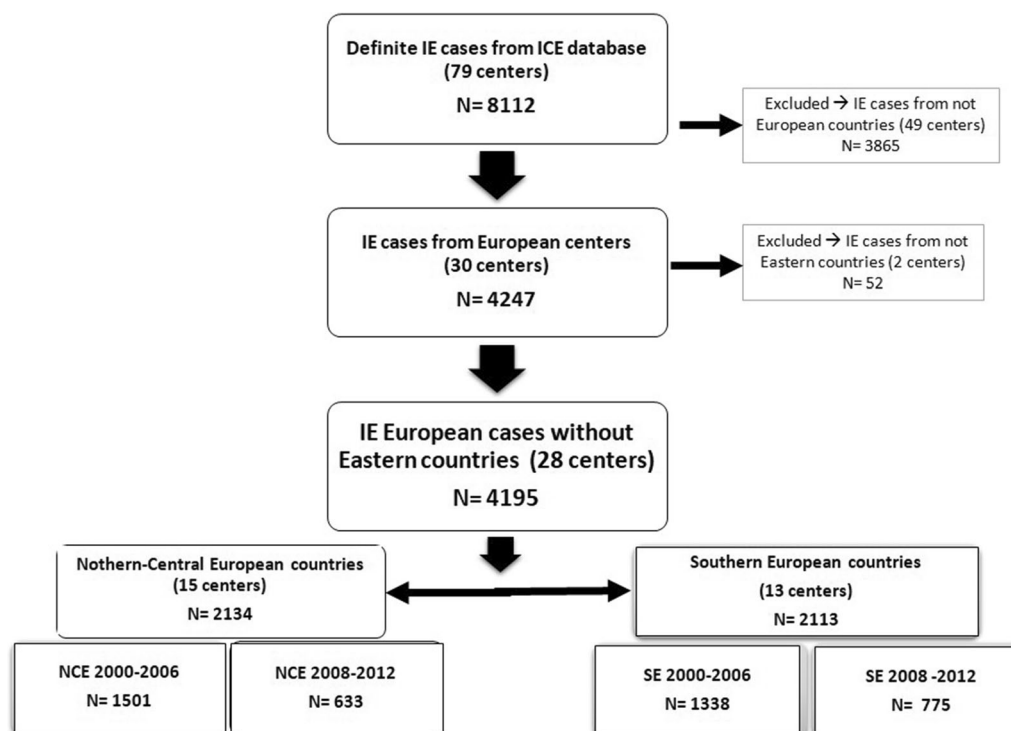 Definite IE cases from ICE database
(79 centers)
N= 8112
Excluded → IE cases from not
European countries (49 centers)
N= 3865
IE cases from European centers
(30 centers)
N= 4247
Excluded → IE cases from not
Eastern countries (2 centers)
N= 52
IE European cases without
Eastern countries (28 centers)
N= 4195
Nothern-Central European countries
(15 centers)
N= 2134
Southern European countries
(13 centers)
N= 2113
NCE 2000-2006
N= 1501
NCE 2008-2012
N= 633
SE 2000-2006
N= 1338
SE 2008 -2012
N= 775